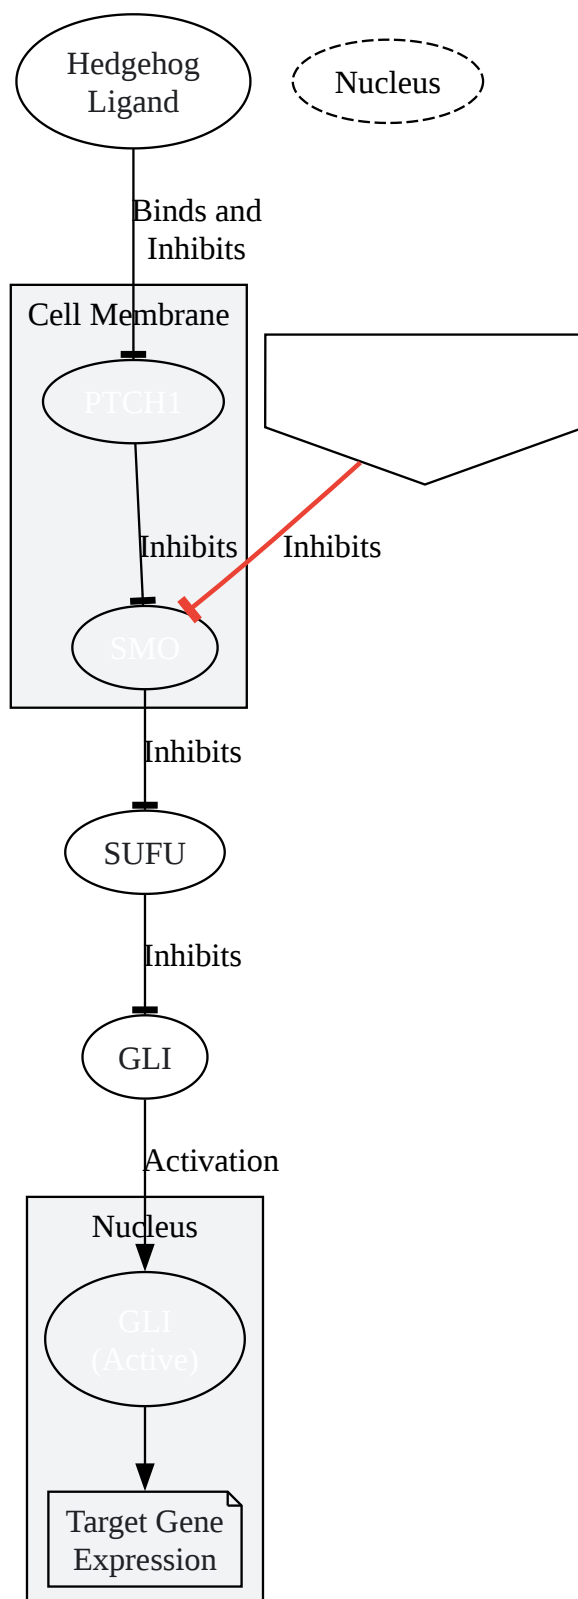 Hedgehog
Ligand
Nucleus
Binds and
Inhibits
Cell Membrane
PTCH1
Inhibits
Inhibits
SMO
Inhibits
SUFU
Inhibits
GLI
Activation
Nucleus
GLI
(Active)
Target Gene
Expression